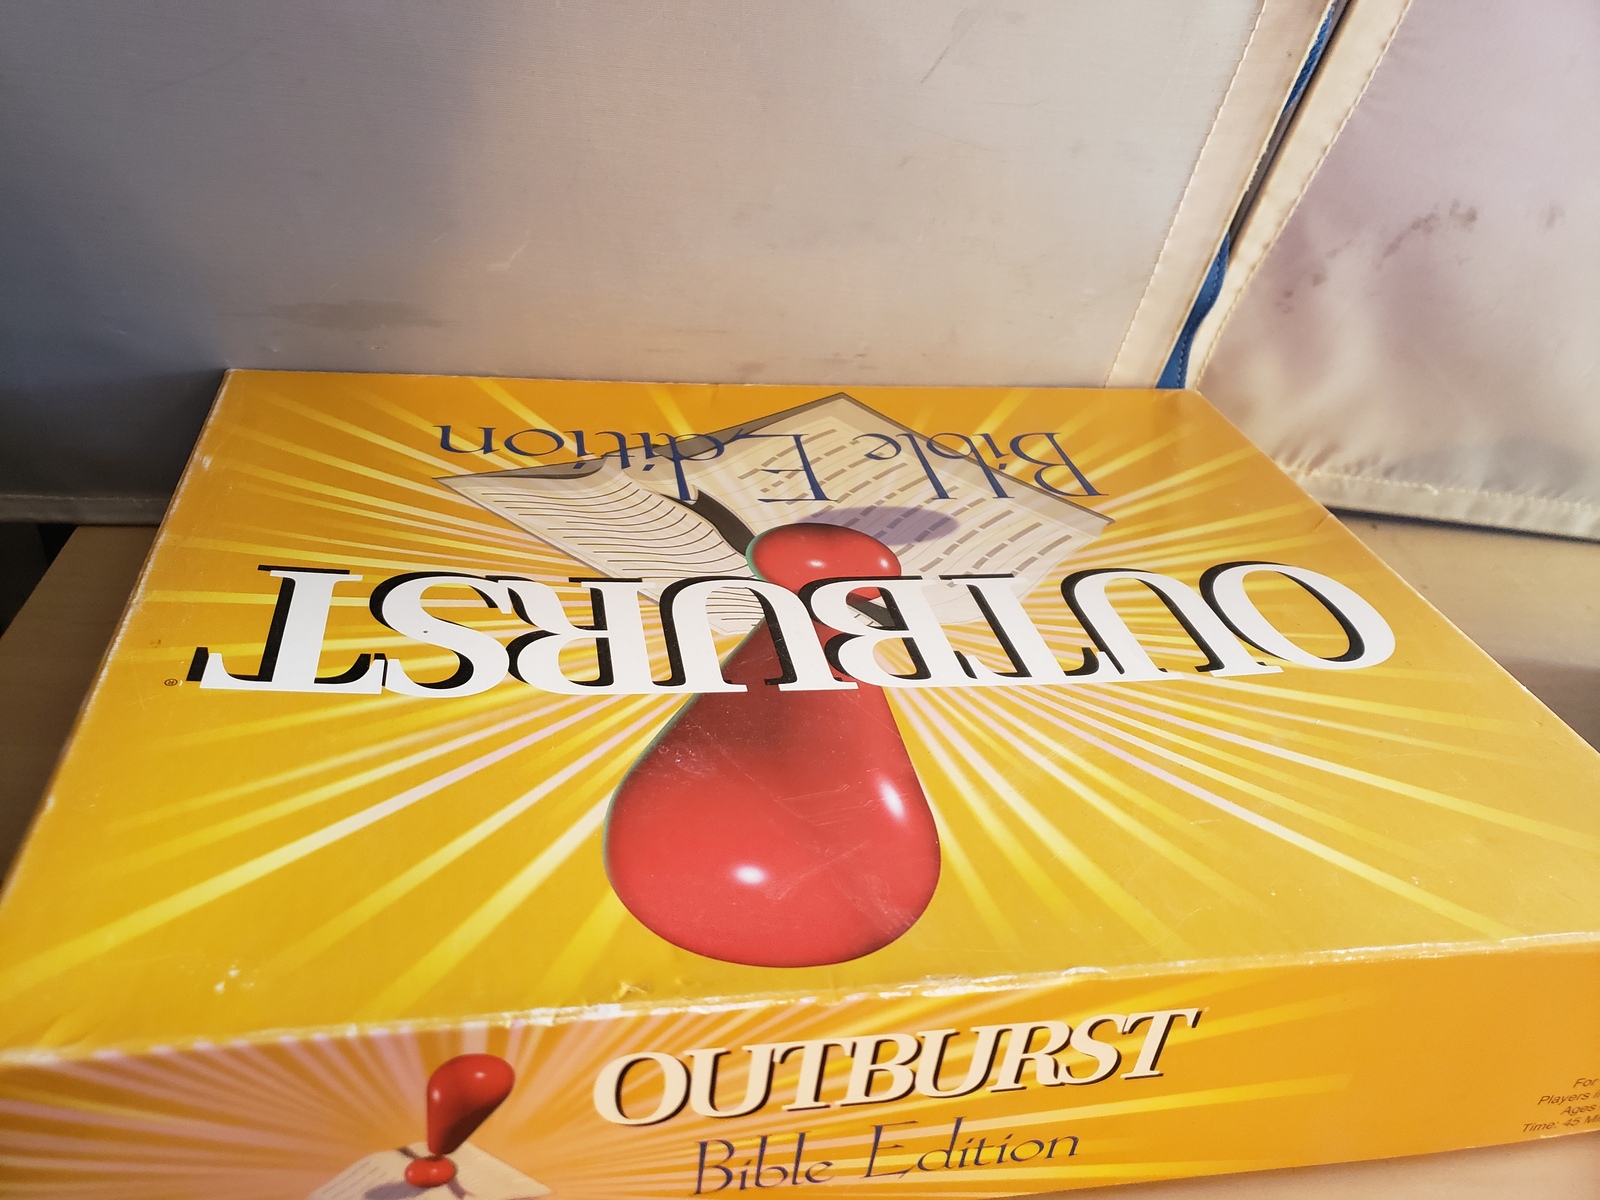 Bible Edition
OUTBURST®
OUTBURST
Bible Edition
For
Players
Ages
Time: 45